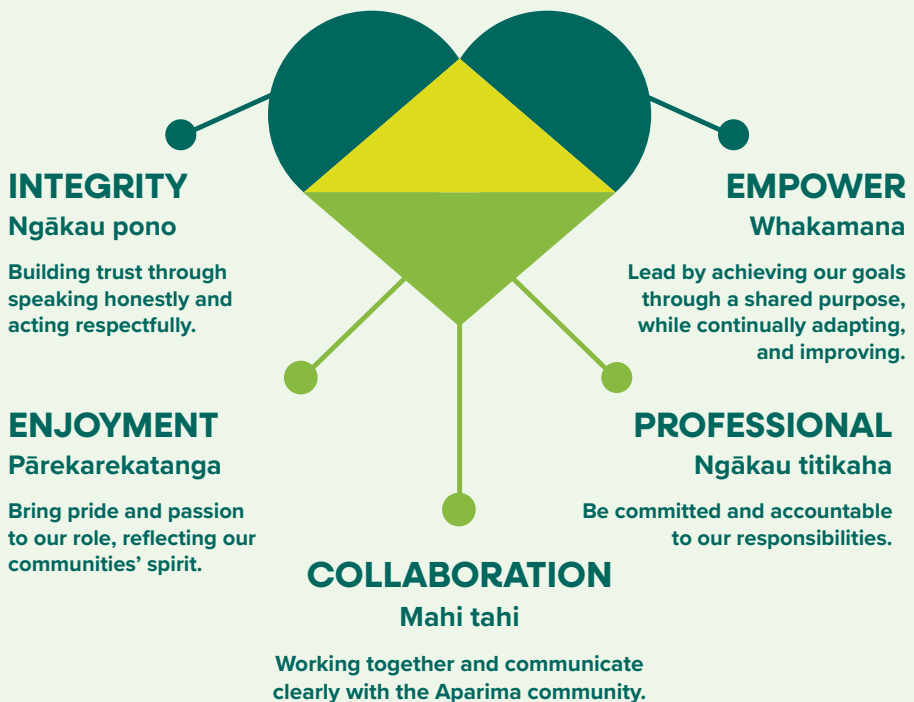 INTEGRITY
Ngākau pono
Building trust through
speaking honestly and
acting respectfully.
EMPOWER
Whakamana
Lead by achieving our goals
through a shared purpose,
while continually adapting,
and improving.
ENJOYMENT
Pārekarekatanga
Bring pride and passion
to our role, reflecting our
communities’ spirit.
PROFESSIONAL
Ngākau titikaha
Be committed and accountable
to our responsibilities.
COLLABORATION
Mahi tahi
Working together and communicate
clearly with the Aparima community.